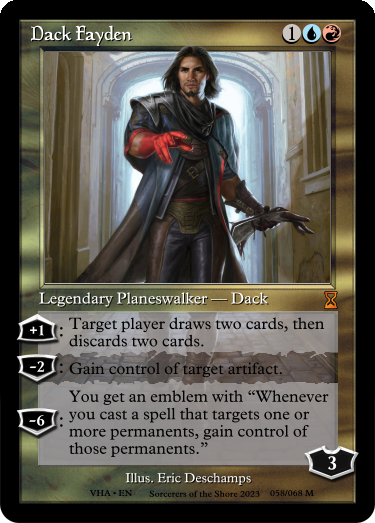 Dack Fayden
1
Legendary Planeswalker — Dack
+1: Target player draws two cards, then
discards two cards.
-2: Gain control of target artifact.
You get an emblem with “Whenever
-6: you cast a spell that targets one or
more permanents, gain control of
those permanents.”
3
Illus. Eric Deschamps
VHA • EN Sorcerers of the Shore 2023 058/068 M